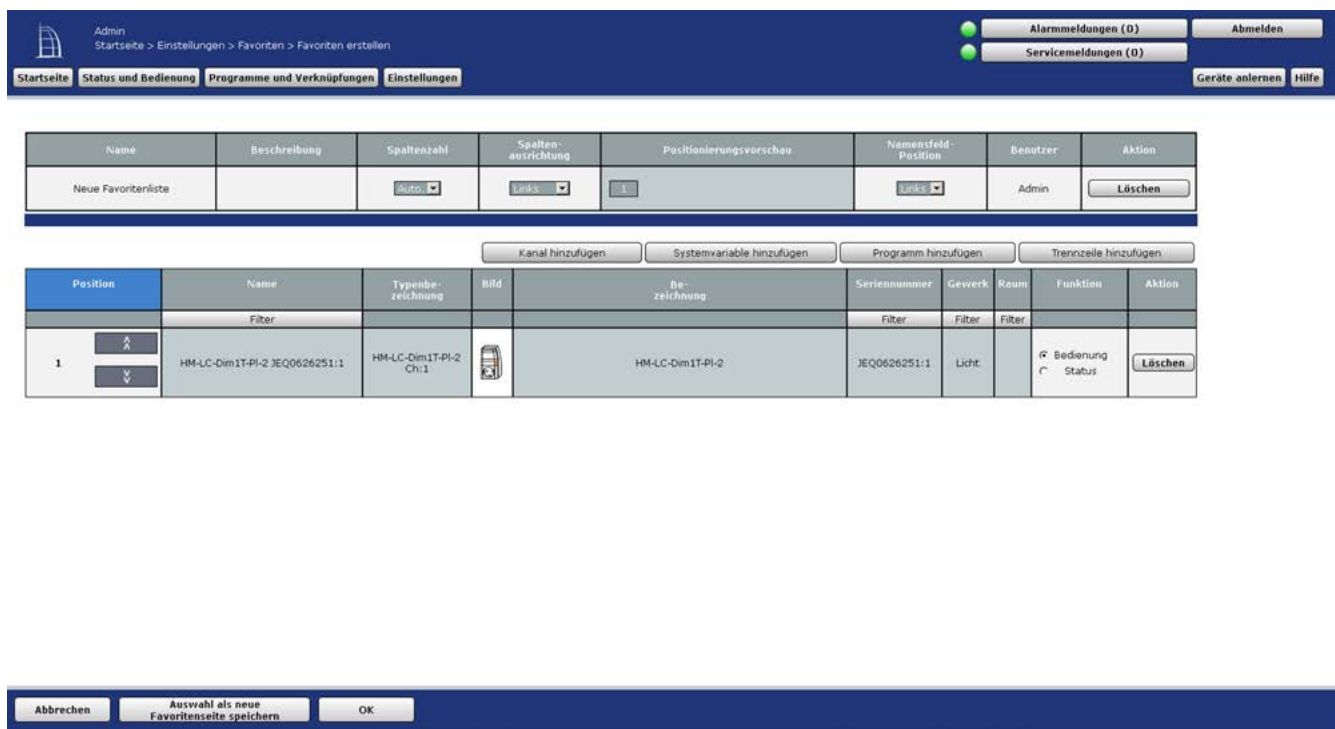 Admin
Startseite > Einstellungen > Favoriten > Favoriten erstellen
Alarmmeldungen (0)
Abmelden
Servicemeldungen (0)
Startseite Status und Bedienung Programme und Verknüpfungen Einstellungen
Geräte anlernen Hilfe
Name Beschreibung Spaltenzahl Spalten-
ausrichtung Positionierungsvorschau Namensfeld-
Position Benutzer Aktion
Neue Favoritenliste Auto. Links 1 Links Admin Löschen
Kanal hinzufügen Systemvariable hinzufügen Programm hinzufügen Trennzeile hinzufügen
Position Name Typenbe-
zeichnung Bild Be-
zeichnung Seriennummer Gewerk Raum Funktion Aktion
Filter Filter Filter Filter
1 HM-LC-Dim1T-Pl-2 JEQ0626251:1 HM-LC-Dim1T-Pl-2
Ch:1 HM-LC-Dim1T-Pl-2 JEQ0626251:1 Licht Bedienung
Status Löschen
Abbrechen
Auswahl als neue
Favoritenseite speichern
OK